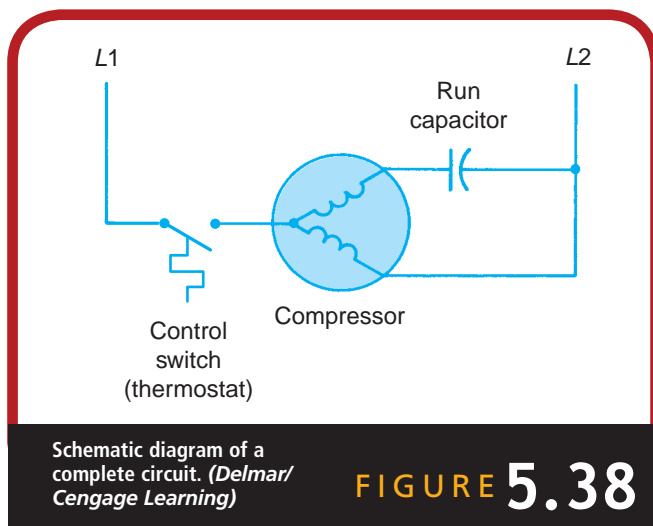 L1
L2
Run
capacitor
Compressor
Control
switch
(thermostat)
Schematic diagram of a
complete circuit. (Delmar/
Cengage Learning)
FIGURE 5.38